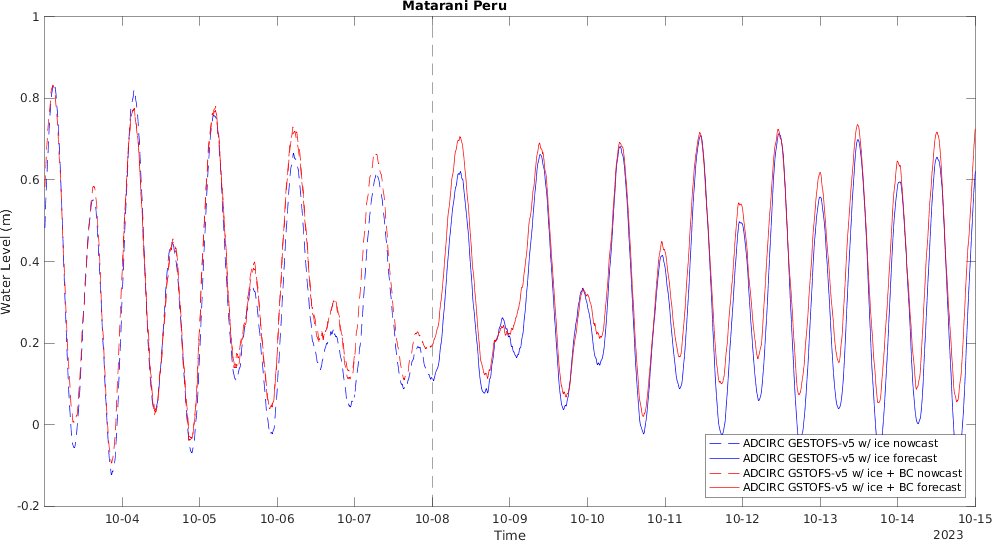 Matarani Peru
1
0.8
0.6
0.4
0.2
0
-0.2
Water Level (m)
ADCIRC GESTOFS-v5 w/ ice nowcast
ADCIRC GESTOFS-v5 w/ ice forecast
ADCIRC GSTOFS-v5 w/ ice + BC nowcast
ADCIRC GSTOFS-v5 w/ ice + BC forecast
10-04 10-05 10-06 10-07 10-08 10-09 10-10 10-11 10-12 10-13 10-14 10-15
Time
2023